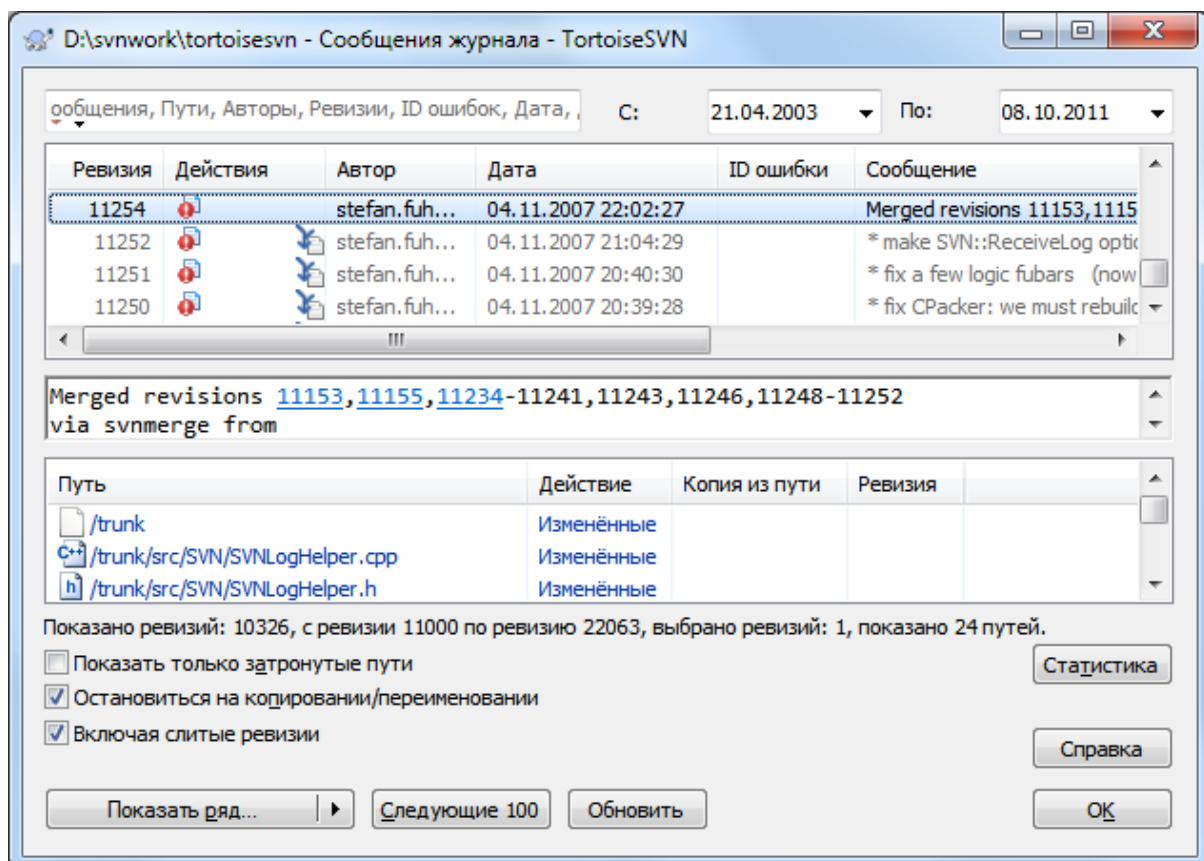 D:\svnwork\tortoisesvn - Сообщения журнала - TortoiseSVN
ообщения, Пути, Авторы, Ревизии, ID ошибок, Дата, С: 21.04.2003 По: 08.10.2011
Ревизия Действия Автор Дата ID ошибки Сообщение
11254 stefan.fuh... 04.11.2007 22:02:27 Merged revisions 11153,1115
11252 stefan.fuh... 04.11.2007 21:04:29 * make SVN::ReceiveLog optic
11251 stefan.fuh... 04.11.2007 20:40:30 * fix a few logic fubars (now
11250 stefan.fuh... 04.11.2007 20:39:28 * fix CPacker: we must rebuild
Merged revisions 11153,11155,11234-11241,11243,11246,11248-11252
via svnmerge from
Путь Действие Копия из пути Ревизия
/trunk Изменённые
/trunk/src/SVN/SVNLogHelper.cpp Изменённые
/trunk/src/SVN/SVNLogHelper.h Изменённые
Показано ревизий: 10326, с ревизии 11000 по ревизию 22063, выбрано ревизий: 1, показано 24 путей.
Показать только затронутые пути
Статистика
Остановиться на копировании/переименовании
Включая слитые ревизии
Справка
Показать ряд... Следующие 100 Обновить OK